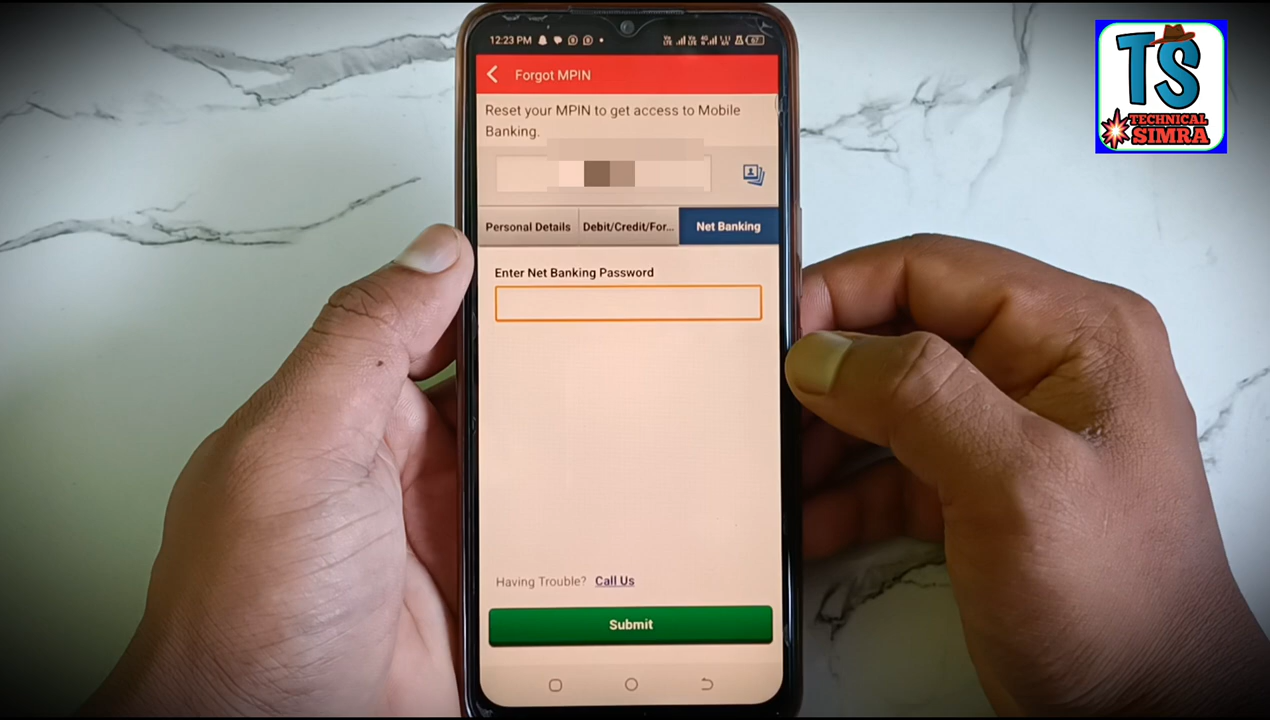 12:23 PM
67
Forgot MPIN
Reset your MPIN to get access to Mobile
Banking.
Personal Details
Debit/Credit/For...
Net Banking
Enter Net Banking Password
Having Trouble? Call Us
Submit
TS
TECHNICAL
SIMRA